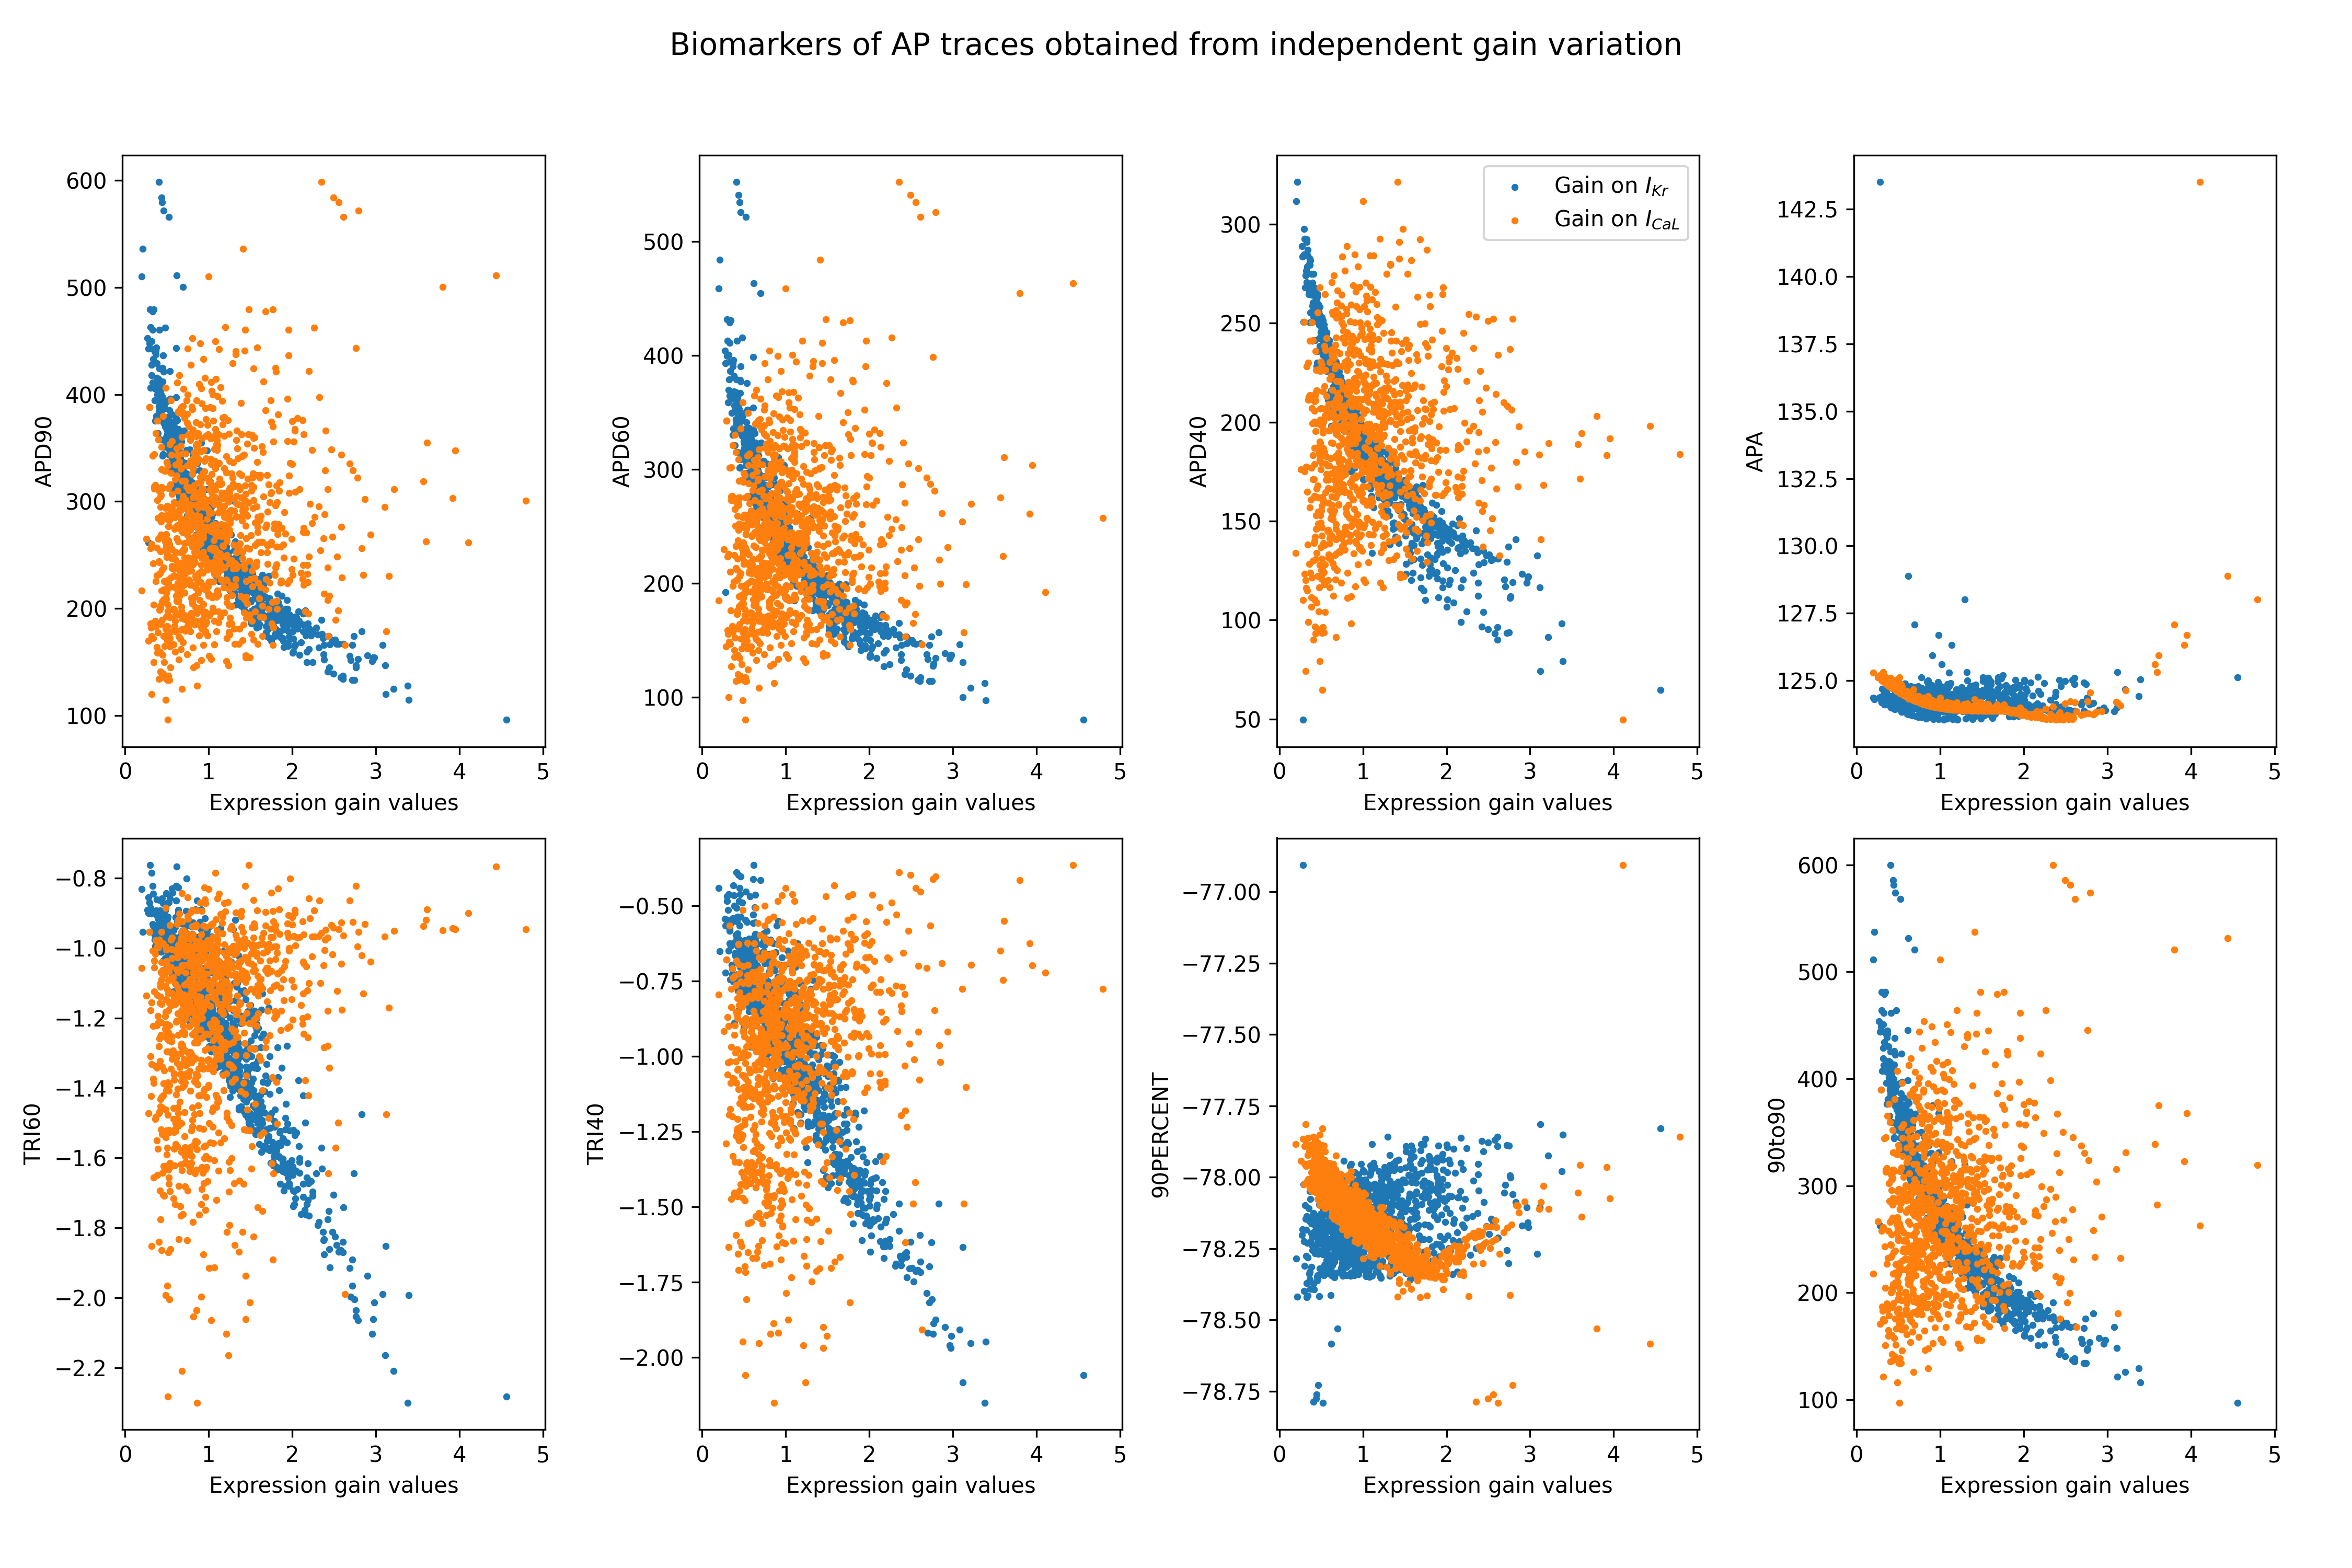 Biomarkers of AP traces obtained from independent gain variation
600
500
400
300
200
100
APD90
0 1 2 3 4 5
Expression gain values
500
400
300
200
100
APD60
0 1 2 3 4 5
Expression gain values
Gain on I_Kr
Gain on I_CaL
300
250
200
150
100
50
APD40
0 1 2 3 4 5
Expression gain values
142.5
140.0
137.5
135.0
132.5
130.0
127.5
125.0
APA
0 1 2 3 4 5
Expression gain values
−0.8
−1.0
−1.2
−1.4
−1.6
−1.8
−2.0
−2.2
TRI60
0 1 2 3 4 5
Expression gain values
−0.50
−0.75
−1.00
−1.25
−1.50
−1.75
−2.00
TRI40
0 1 2 3 4 5
Expression gain values
−77.00
−77.25
−77.50
−77.75
−78.00
−78.25
−78.50
−78.75
90PERCENT
0 1 2 3 4 5
Expression gain values
600
500
400
300
200
100
90to90
0 1 2 3 4 5
Expression gain values